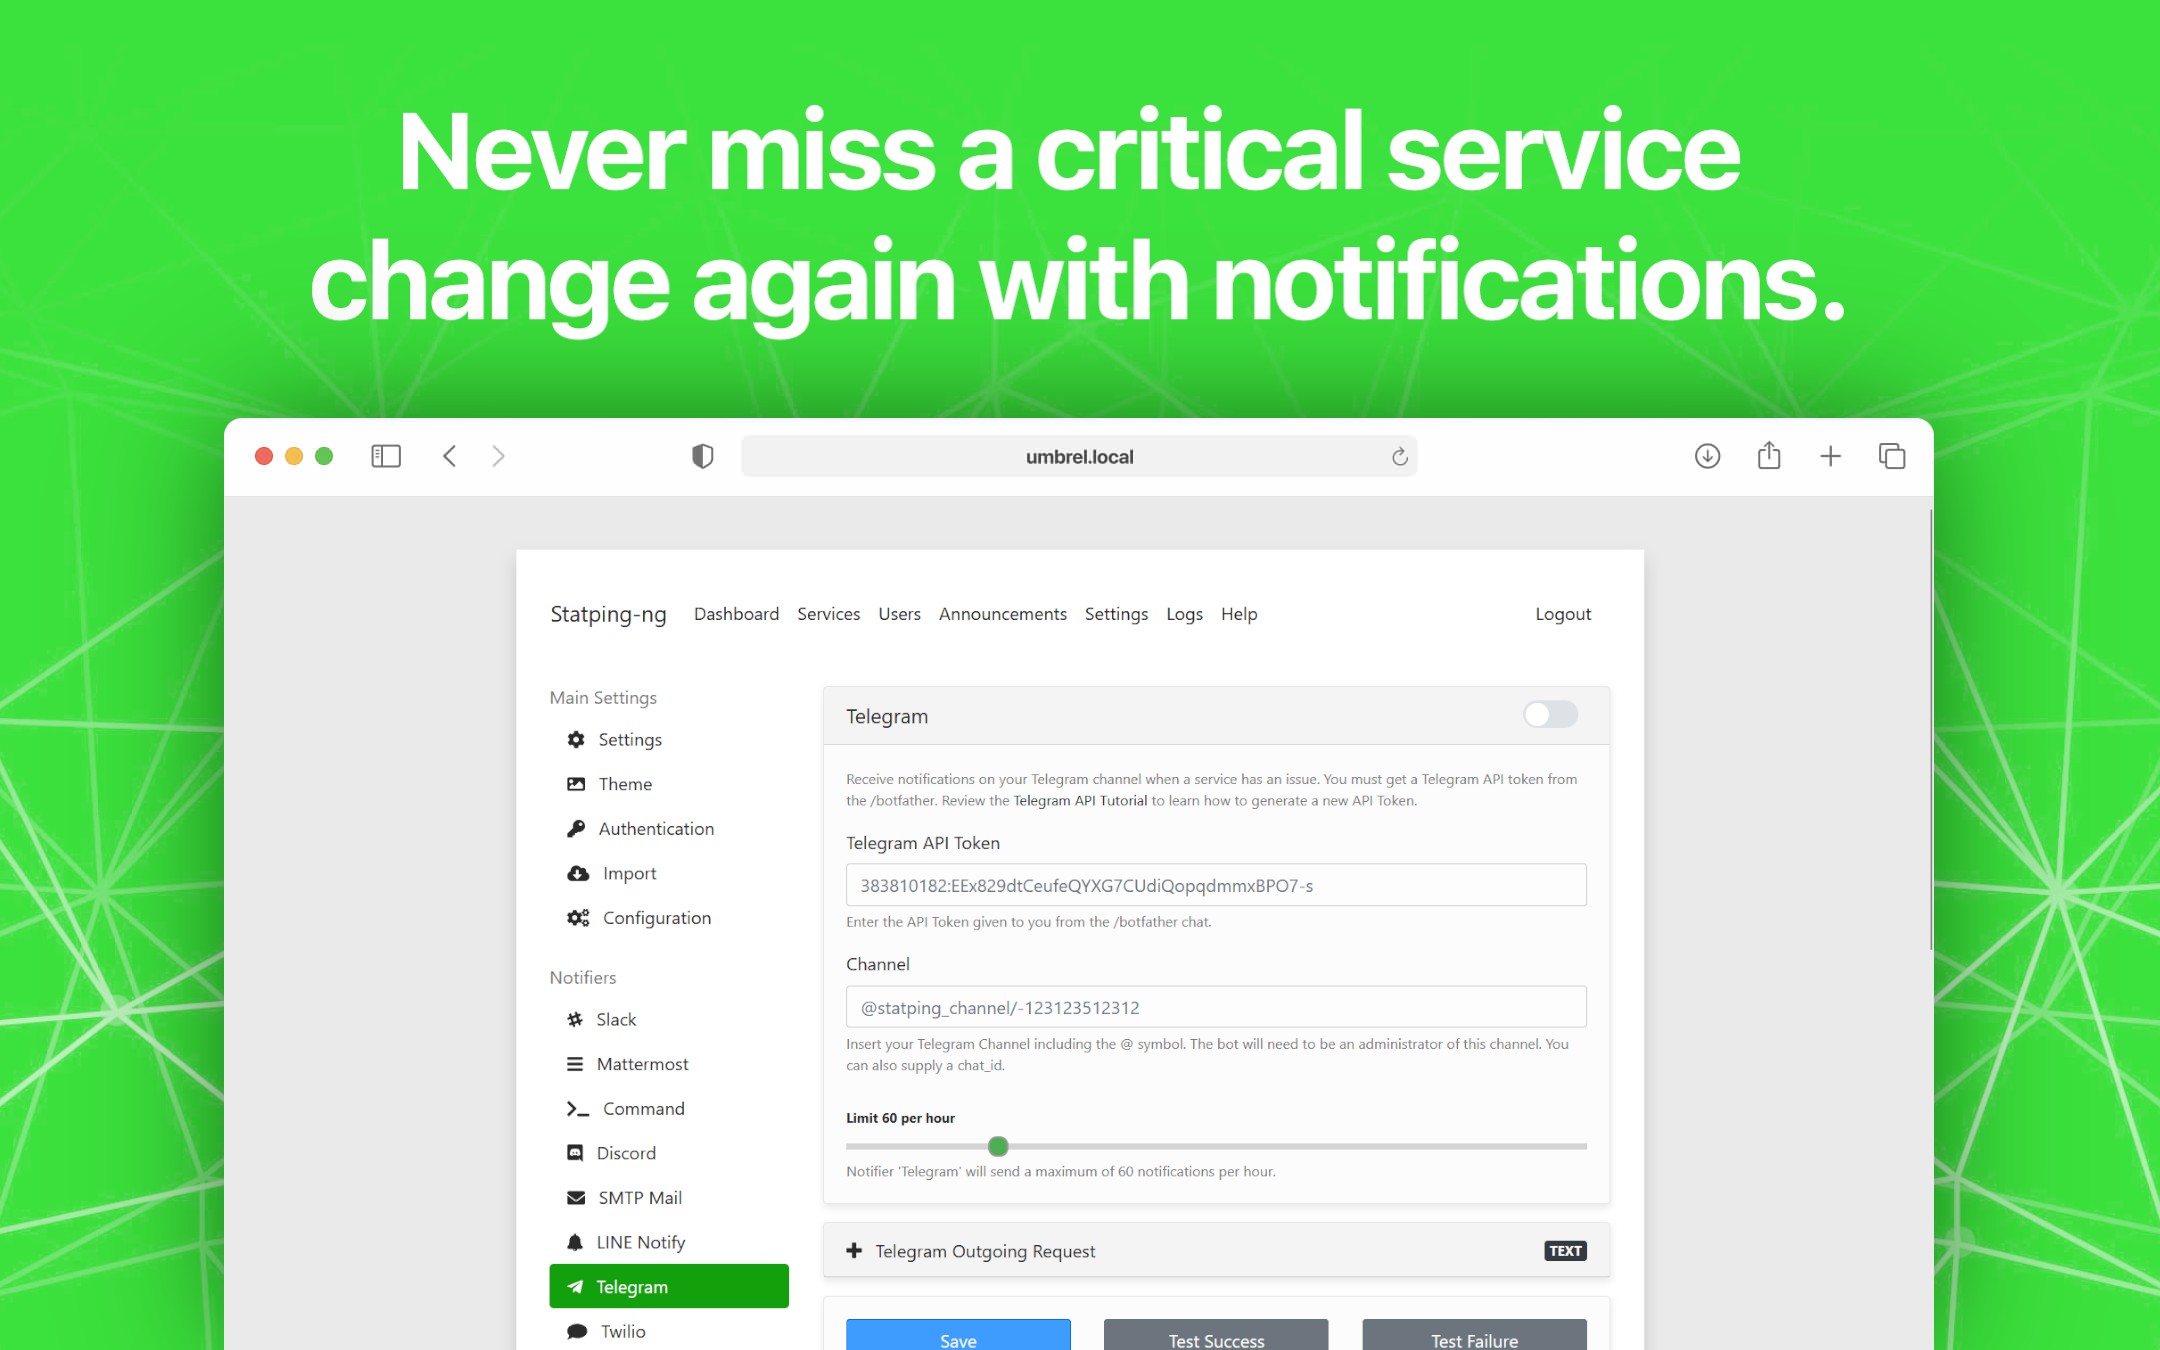 Never miss a critical service
change again with notifications.
umbrel.local
Statping-ng Dashboard Services Users Announcements Settings Logs Help Logout
Main Settings
Settings
Theme
Authentication
Import
Configuration
Notifiers
Slack
Mattermost
Command
Discord
SMTP Mail
LINE Notify
Telegram
Twilio
Telegram
Receive notifications on your Telegram channel when a service has an issue. You must get a Telegram API token from
the /botfather. Review the Telegram API Tutorial to learn how to generate a new API Token.
Telegram API Token
383810182:EEx829dtCeufeQYXG7CUdiQopqdmmxBPO7-s
Enter the API Token given to you from the /botfather chat.
Channel
@statping_channel/-123123512312
Insert your Telegram Channel including the @ symbol. The bot will need to be an administrator of this channel. You
can also supply a chat_id.
Limit 60 per hour
Notifier 'Telegram' will send a maximum of 60 notifications per hour.
Telegram Outgoing Request TEXT
Save Test Success Test Failure